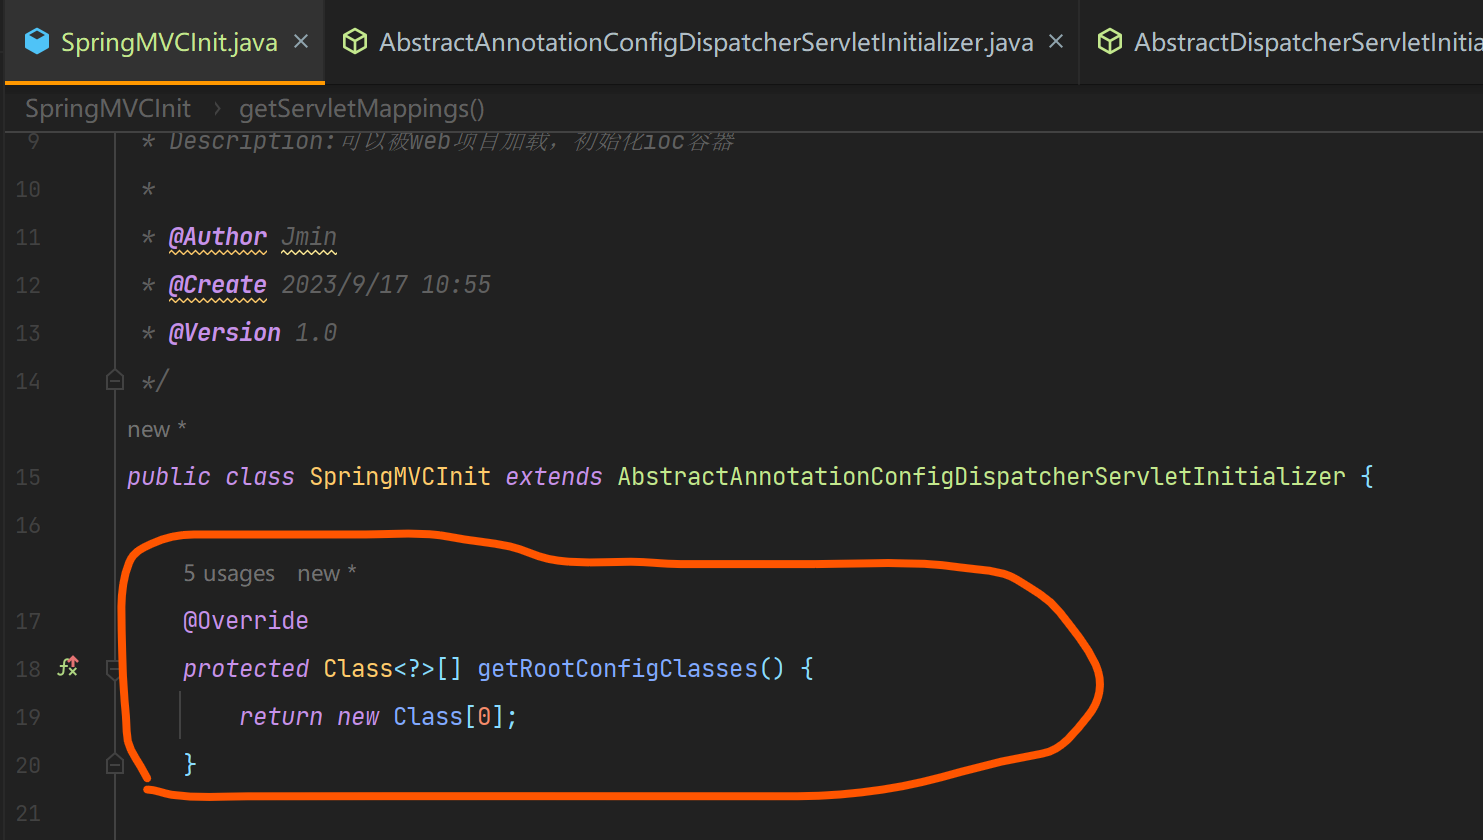 SpringMVCInit.java
AbstractAnnotationConfigDispatcherServletInitializer.java
AbstractDispatcherServletInitia
SpringMVCInit > getServletMappings()
9 * Description:可以被web项目加载，初始化ioc容器
10 *
11 * @Author Jmin
12 * @Create 2023/9/17 10:55
13 * @Version 1.0
14 */
new *
15 public class SpringMVCInit extends AbstractAnnotationConfigDispatcherServletInitializer {
16
5 usages new *
17 @Override
18 protected Class<?>[] getRootConfigClasses() {
19 return new Class[0];
20 }
21